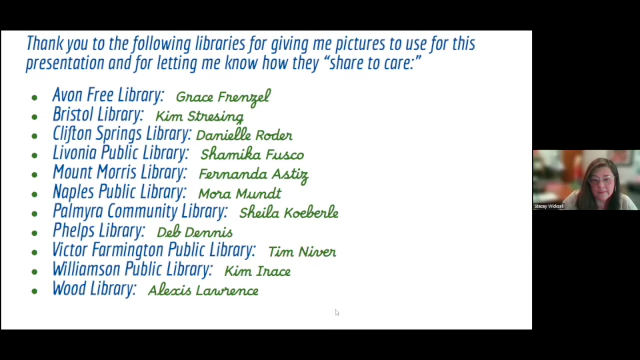 Thank you to the following libraries for giving me pictures to use for this
presentation and for letting me know how they “share to care:”
Avon Free Library: Grace Frenzel
Bristol Library: Kim Stresing
Clifton Springs Library: Danielle Roder
Livonia Public Library: Shamika Fusco
Mount Morris Library: Fernanda Astiz
Naples Public Library: Mora Mundt
Palmyra Community Library: Sheila Koeberle
Phelps Library: Deb Dennis
Victor Farmington Public Library: Tim Niver
Williamson Public Library: Kim Irace
Wood Library: Alexis Lawrence
Stacey